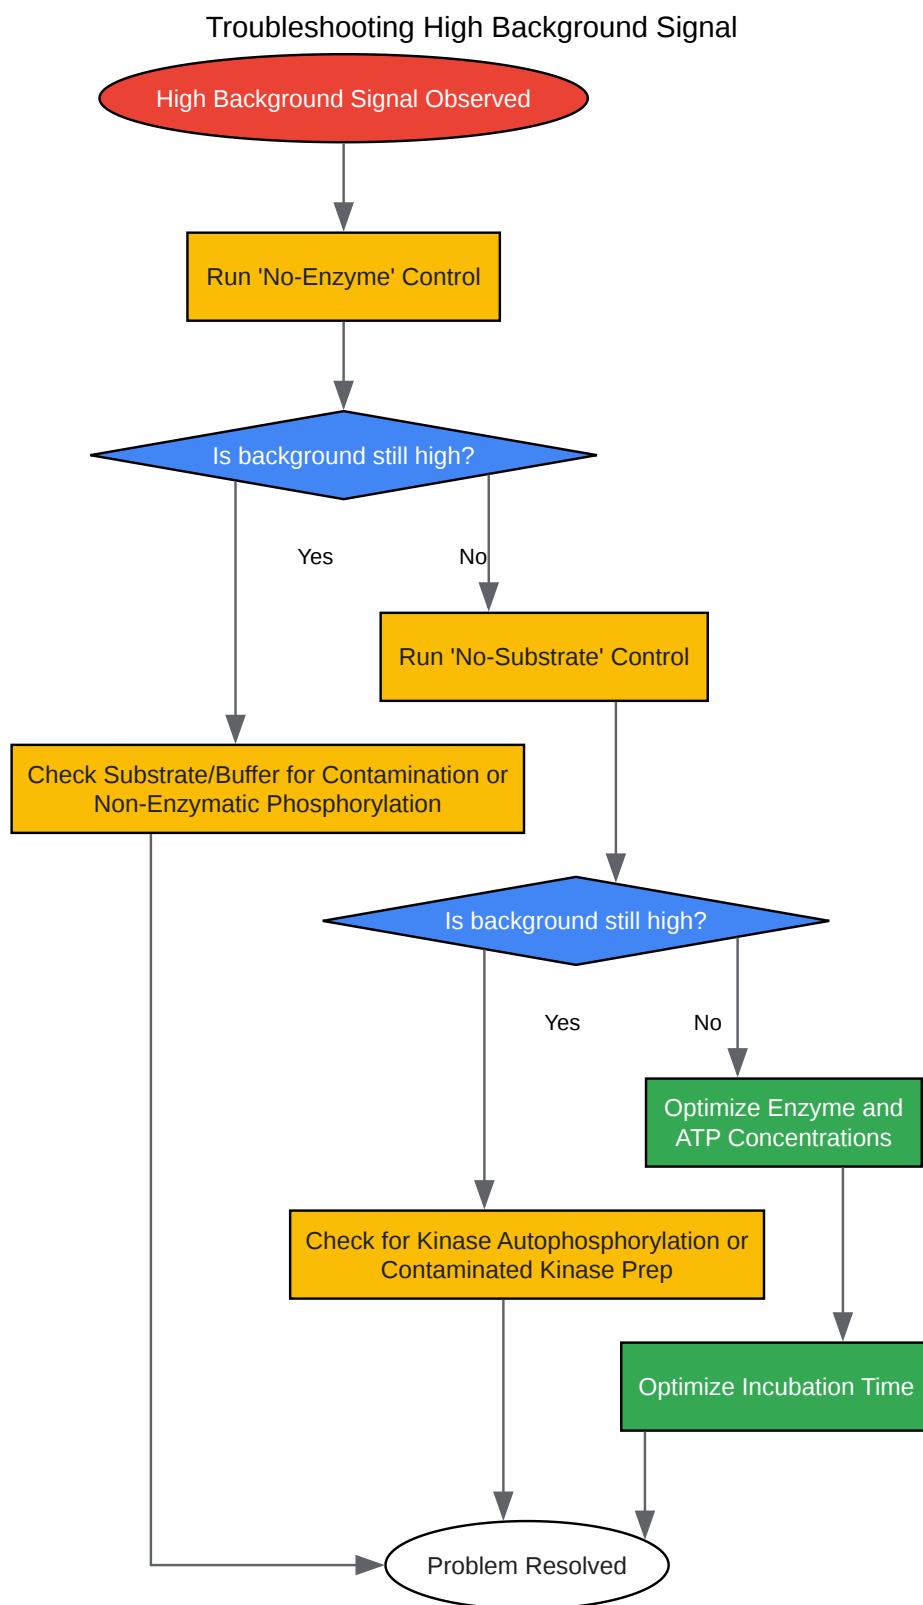 Troubleshooting High Background Signal
High Background Signal Observed
Run 'No-Enzyme' Control
Is background still high?
Yes
No
Run 'No-Substrate' Control
Check Substrate/Buffer for Contamination or
Non-Enzymatic Phosphorylation
Is background still high?
Yes
No
Optimize Enzyme and
ATP Concentrations
Check for Kinase Autophosphorylation or
Contaminated Kinase Prep
Optimize Incubation Time
Problem Resolved